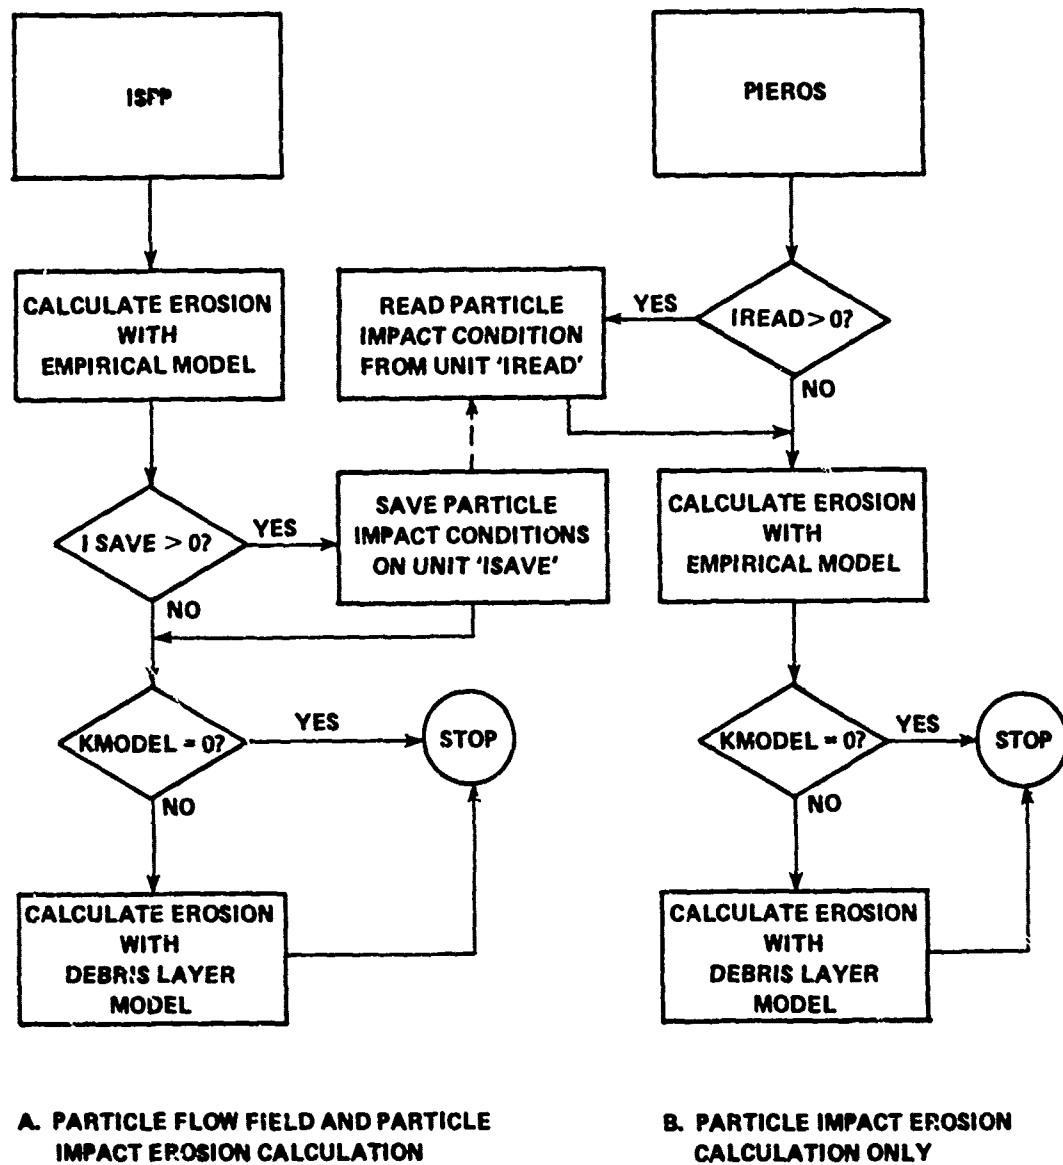 ISFP
CALCULATE EROSION
WITH
EMPIRICAL MODEL
I SAVE > 0?
YES
NO
SAVE PARTICLE
IMPACT CONDITIONS
ON UNIT 'ISAVE'
KMODEL = 0?
YES
NO
STOP
CALCULATE EROSION
WITH
DEBRIS LAYER
MODEL
A. PARTICLE FLOW FIELD AND PARTICLE
IMPACT EROSION CALCULATION
PIEROS
IREAD > 0?
YES
NO
READ PARTICLE
IMPACT CONDITION
FROM UNIT 'IREAD'
CALCULATE EROSION
WITH
EMPIRICAL MODEL
KMODEL = 0?
YES
NO
STOP
CALCULATE EROSION
WITH
DEBRIS LAYER
MODEL
B. PARTICLE IMPACT EROSION
CALCULATION ONLY